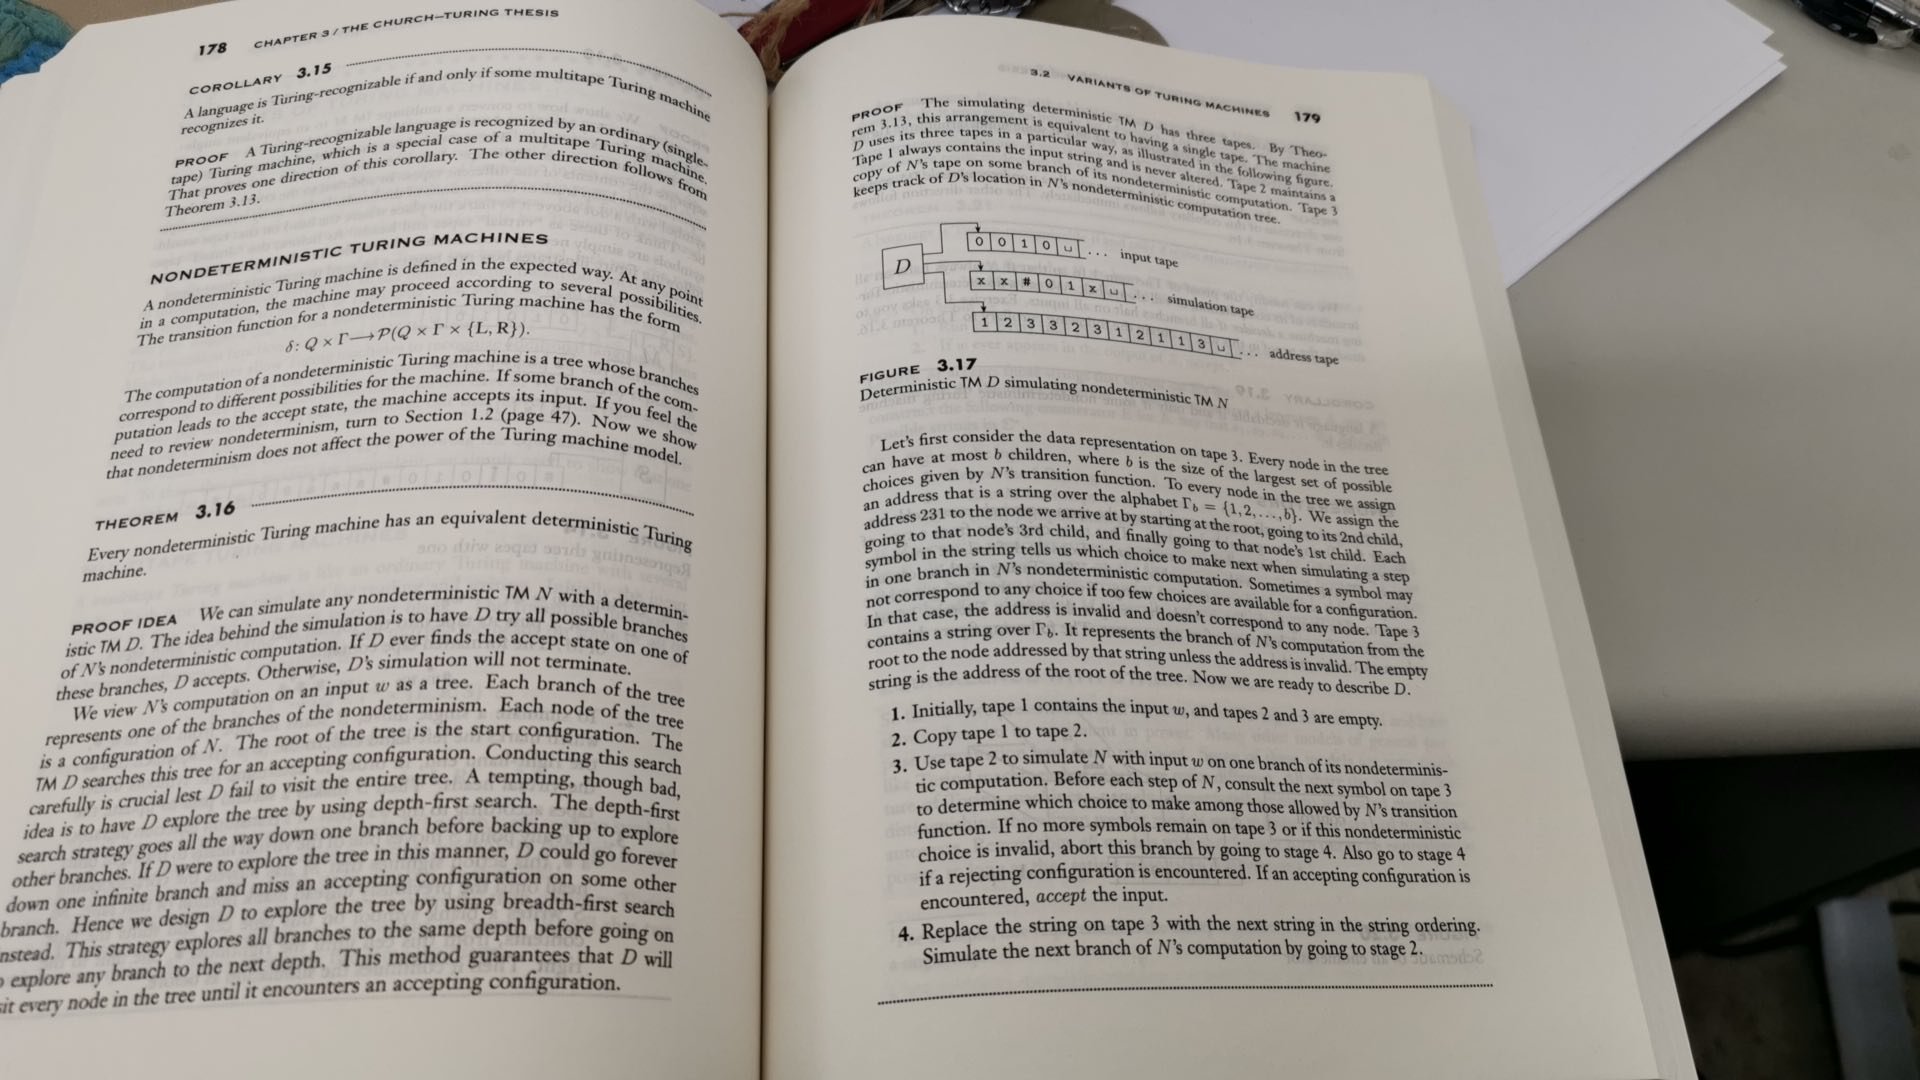 178 CHAPTER 3 / THE CHURCH–TURING THESIS
COROLLARY 3.15
A language is Turing-recognizable if and only if some multitape Turing machine
recognizes it.
PROOF A Turing-recognizable language is recognized by an ordinary (single-
tape) Turing machine, which is a special case of a multitape Turing machine.
That proves one direction of this corollary. The other direction follows from
Theorem 3.13.
NONDETERMINISTIC TURING MACHINES
A nondeterministic Turing machine is defined in the expected way. At any point
in a computation, the machine may proceed according to several possibilities.
The transition function for a nondeterministic Turing machine has the form
δ: Q × Γ⟶P(Q × Γ × {L, R}).
The computation of a nondeterministic Turing machine is a tree whose branches
correspond to different possibilities for the machine. If some branch of the com-
putation leads to the accept state, the machine accepts its input. If you feel the
need to review nondeterminism, turn to Section 1.2 (page 47). Now we show
that nondeterminism does not affect the power of the Turing machine model.
THEOREM 3.16
Every nondeterministic Turing machine has an equivalent deterministic Turing
machine.
PROOF IDEA We can simulate any nondeterministic TM N with a determin-
istic TM D. The idea behind the simulation is to have D try all possible branches
of N's nondeterministic computation. If D ever finds the accept state on one of
these branches, D accepts. Otherwise, D's simulation will not terminate.
We view N's computation on an input w as a tree. Each branch of the tree
represents one of the branches of the nondeterminism. Each node of the tree
is a configuration of N. The root of the tree is the start configuration. The
TM D searches this tree for an accepting configuration. Conducting this search
carefully is crucial lest D fail to visit the entire tree. A tempting, though bad,
idea is to have D explore the tree by using depth-first search. The depth-first
search strategy goes all the way down one branch before backing up to explore
other branches. If D were to explore the tree in this manner, D could go forever
down one infinite branch and miss an accepting configuration on some other
branch. Hence we design D to explore the tree by using breadth-first search
nstead. This strategy explores all branches to the same depth before going on
o explore any branch to the next depth. This method guarantees that D will
sit every node in the tree until it encounters an accepting configuration.
3.2 VARIANTS OF TURING MACHINES 179
PROOF The simulating deterministic TM D has three tapes. By Theo-
rem 3.13, this arrangement is equivalent to having a single tape. The machine
D uses its three tapes in a particular way, as illustrated in the following figure.
Tape 1 always contains the input string and is never altered. Tape 2 maintains a
copy of N's tape on some branch of its nondeterministic computation. Tape 3
keeps track of D's location in N's nondeterministic computation tree.
D
0 0 1 0 ␣ ... input tape
x x # 0 1 x ␣ ... simulation tape
1 2 3 3 2 3 1 2 1 1 3 ␣ ... address tape
FIGURE 3.17
Deterministic TM D simulating nondeterministic TM N
Let's first consider the data representation on tape 3. Every node in the tree
can have at most b children, where b is the size of the largest set of possible
choices given by N's transition function. To every node in the tree we assign
an address that is a string over the alphabet Γb = {1,2,...,b}. We assign the
address 231 to the node we arrive at by starting at the root, going to its 2nd child,
going to that node's 3rd child, and finally going to that node's 1st child. Each
symbol in the string tells us which choice to make next when simulating a step
in one branch in N's nondeterministic computation. Sometimes a symbol may
not correspond to any choice if too few choices are available for a configuration.
In that case, the address is invalid and doesn't correspond to any node. Tape 3
contains a string over Γb. It represents the branch of N's computation from the
root to the node addressed by that string unless the address is invalid. The empty
string is the address of the root of the tree. Now we are ready to describe D.
1. Initially, tape 1 contains the input w, and tapes 2 and 3 are empty.
2. Copy tape 1 to tape 2.
3. Use tape 2 to simulate N with input w on one branch of its nondeterminis-
tic computation. Before each step of N, consult the next symbol on tape 3
to determine which choice to make among those allowed by N's transition
function. If no more symbols remain on tape 3 or if this nondeterministic
choice is invalid, abort this branch by going to stage 4. Also go to stage 4
if a rejecting configuration is encountered. If an accepting configuration is
encountered, accept the input.
4. Replace the string on tape 3 with the next string in the string ordering.
Simulate the next branch of N's computation by going to stage 2.